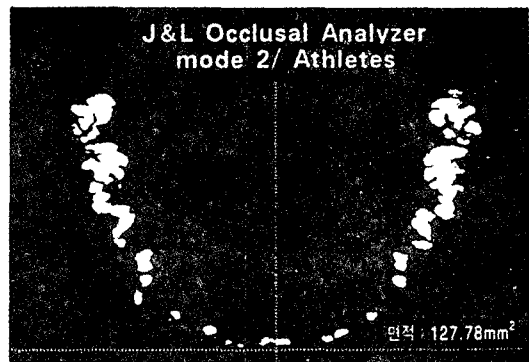 J&L Occlusal Analyzer
mode 2/ Athletes
면적 : 127.78mm²